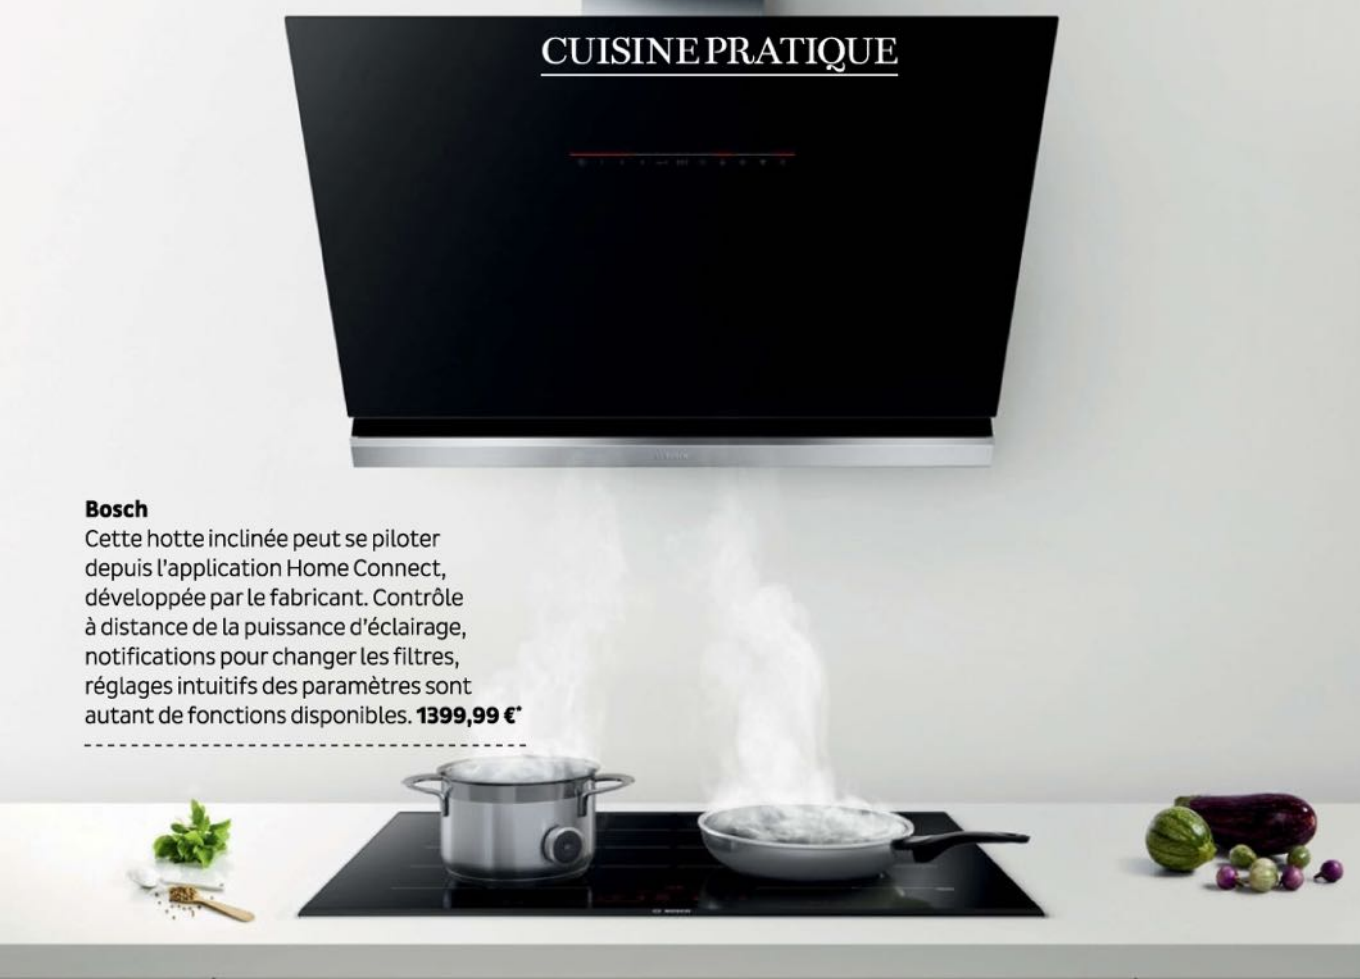 CUISINE PRATIQUE
Bosch
Cette hotte inclinée peut se piloter
depuis l'application Home Connect,
développée par le fabricant. Contrôle
à distance de la puissance d'éclairage,
notifications pour changer les filtres,
réglages intuitifs des paramètres sont
autant de fonctions disponibles. 1399,99 €*
BOSCH